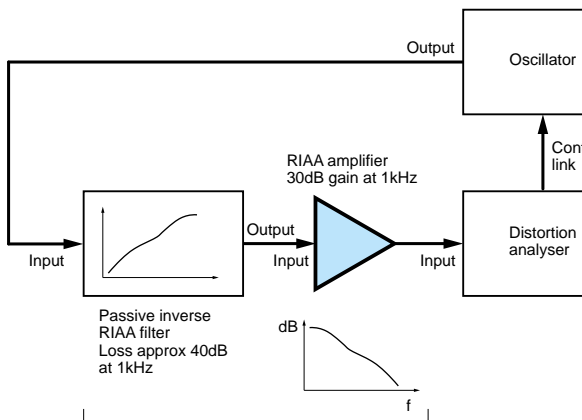 Output
Oscillator
Control
link
RIAA amplifier
30dB gain at 1kHz
Output
Input
Input
Input
Distortion
analyser
Passive inverse
RIAA filter
Loss approx 40dB
at 1kHz
dB
f